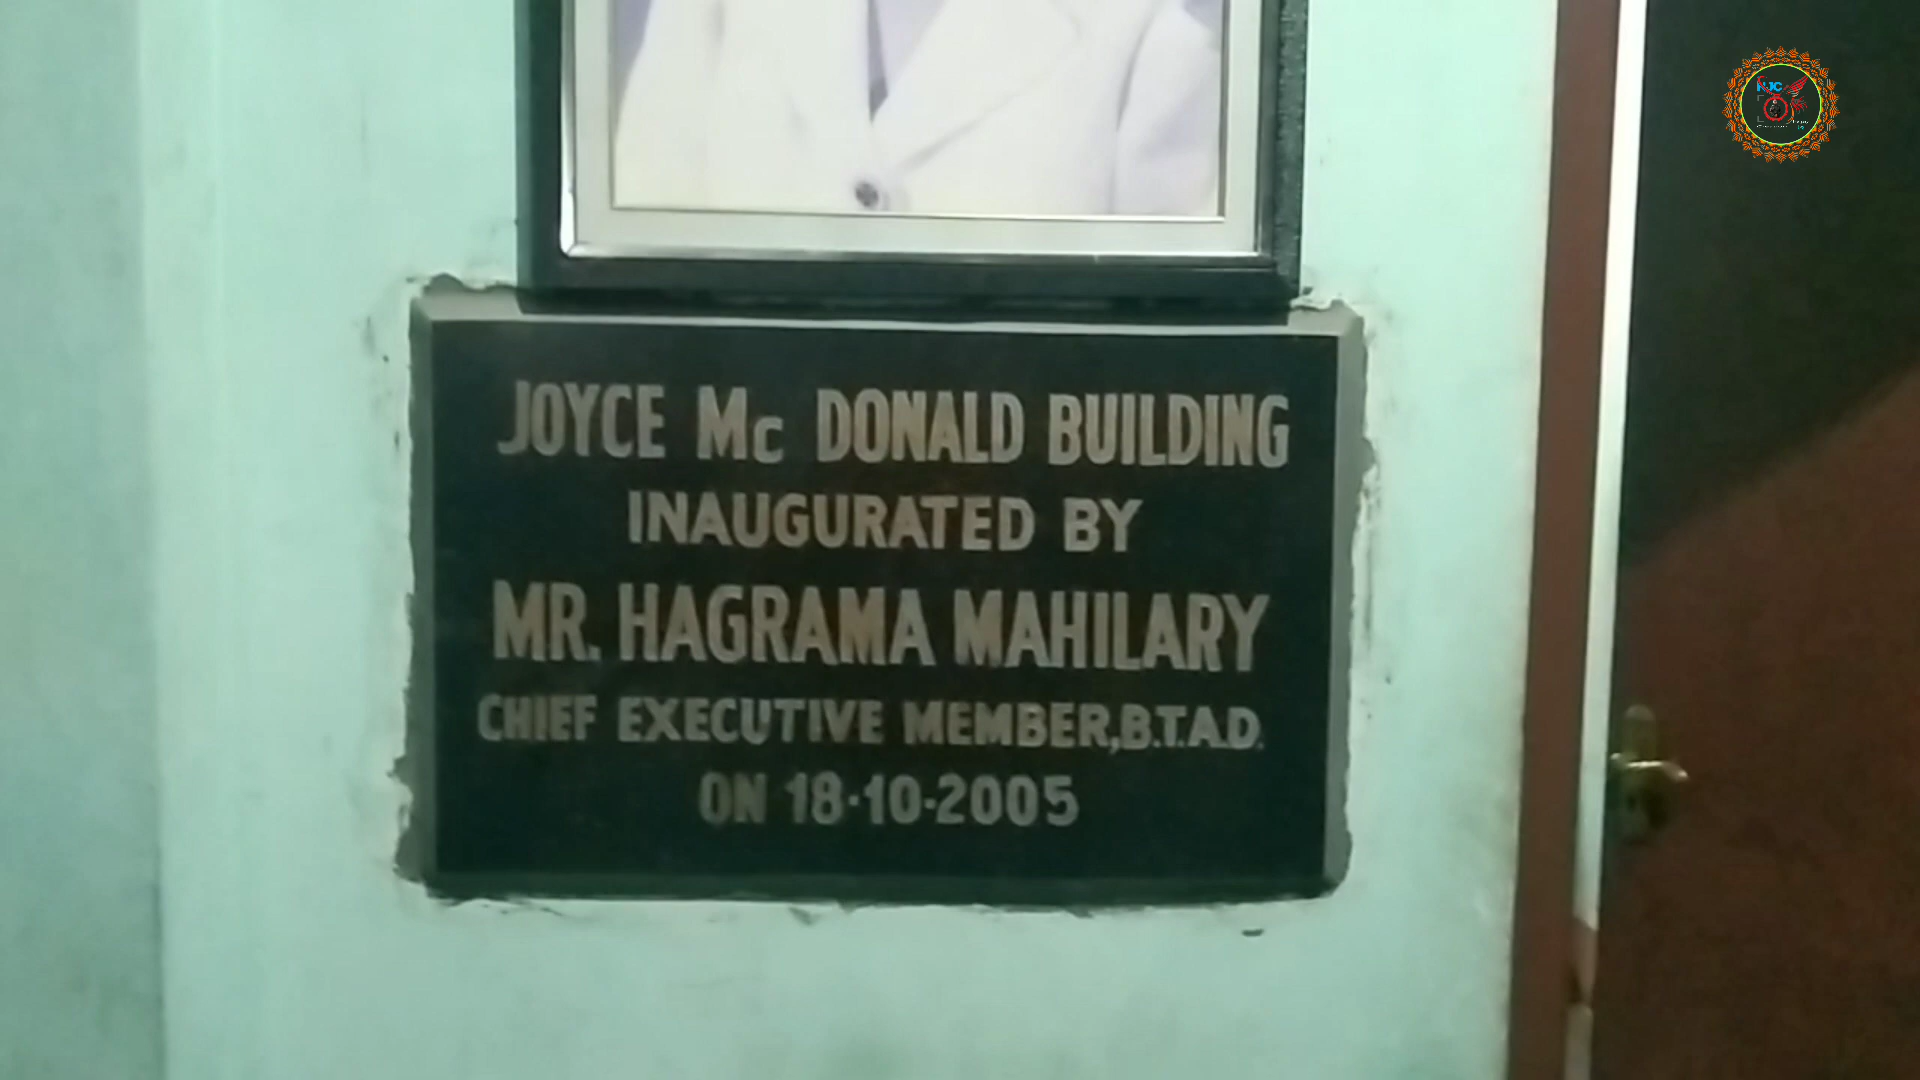 JOYCE Mc DONALD BUILDING
INAUGURATED BY
MR. HAGRAMA MAHILARY
CHIEF EXECUTIVE MEMBER,B.T.A.D.
ON 18-10-2005